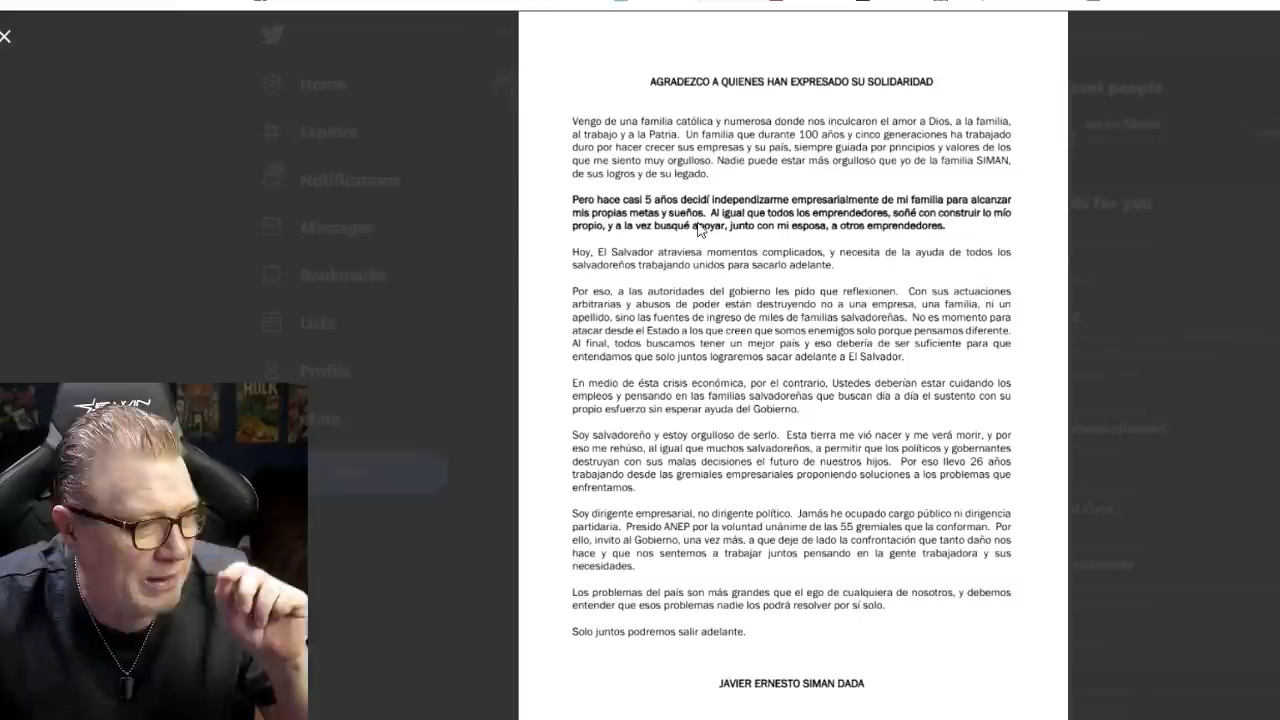 Home
Explore
Notifications
Messages
Bookmarks
Lists
Profile
AGRADEZCO A QUIENES HAN EXPRESADO SU SOLIDARIDAD
Vengo de una familia católica y numerosa donde nos inculcaron el amor a Dios, a la familia,
al trabajo y a la Patria. Un familia que durante 100 años y cinco generaciones ha trabajado
duro por hacer crecer sus empresas y su país, siempre guiada por principios y valores de los
que me siento muy orgulloso. Nadie puede estar más orgulloso que yo de la familia SIMAN,
de sus logros y de su legado.
Pero hace casi 5 años decidí independizarme empresarialmente de mi familia para alcanzar
mis propias metas y sueños. Al igual que todos los emprendedores, soñé con construir lo mío
propio, y a la vez busqué apoyar, junto con mi esposa, a otros emprendedores.
Hoy, El Salvador atraviesa momentos complicados, y necesita de la ayuda de todos los
salvadoreños trabajando unidos para sacarlo adelante.
Por eso, a las autoridades del gobierno les pido que reflexionen. Con sus actuaciones
arbitrarias y abusos de poder están destruyendo no a una empresa, una familia, ni un
apellido, sino las fuentes de ingreso de miles de familias salvadoreñas. No es momento para
atacar desde el Estado a los que creen que somos enemigos solo porque pensamos diferente.
Al final, todos buscamos tener un mejor país y eso debería de ser suficiente para que
entendamos que solo juntos lograremos sacar adelante a El Salvador.
En medio de ésta crisis económica, por el contrario, Ustedes deberían estar cuidando los
empleos y pensando en las familias salvadoreñas que buscan día a día el sustento con su
propio esfuerzo sin esperar ayuda del Gobierno.
Soy salvadoreño y estoy orgulloso de serlo. Esta tierra me vió nacer y me verá morir, y por
eso me rehúso, al igual que muchos salvadoreños, a permitir que los políticos y gobernantes
destruyan con sus malas decisiones el futuro de nuestros hijos. Por eso llevo 26 años
trabajando desde las gremiales empresariales proponiendo soluciones a los problemas que
enfrentamos.
Soy dirigente empresarial, no dirigente político. Jamás he ocupado cargo público ni dirigencia
partidaria. Presido ANEP por la voluntad unánime de las 55 gremiales que la conforman. Por
ello, invito al Gobierno, una vez más, a que deje de lado la confrontación que tanto daño nos
hace y que nos sentemos a trabajar juntos pensando en la gente trabajadora y sus
necesidades.
Los problemas del país son más grandes que el ego de cualquiera de nosotros, y debemos
entender que esos problemas nadie los podrá resolver por sí solo.
Solo juntos podremos salir adelante.
JAVIER ERNESTO SIMAN DADA
HULK